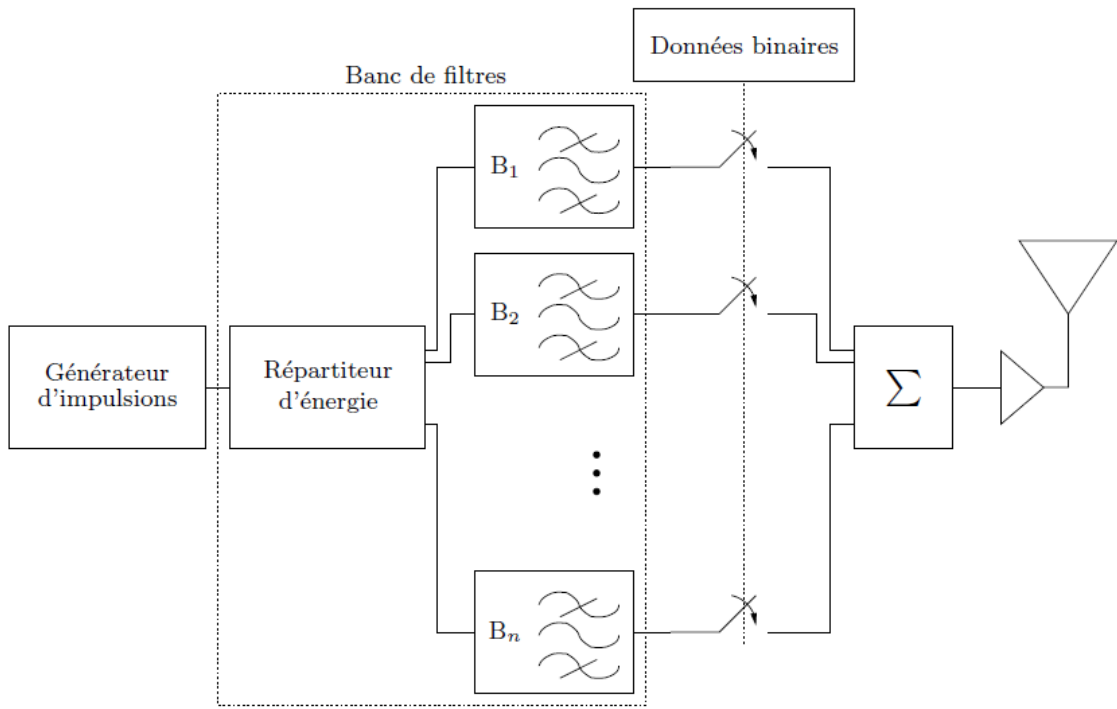 Données binaires
Banc de filtres
B₁
B₂
Générateur
d'impulsions
Répartiteur
d'énergie
∑
Bₙ